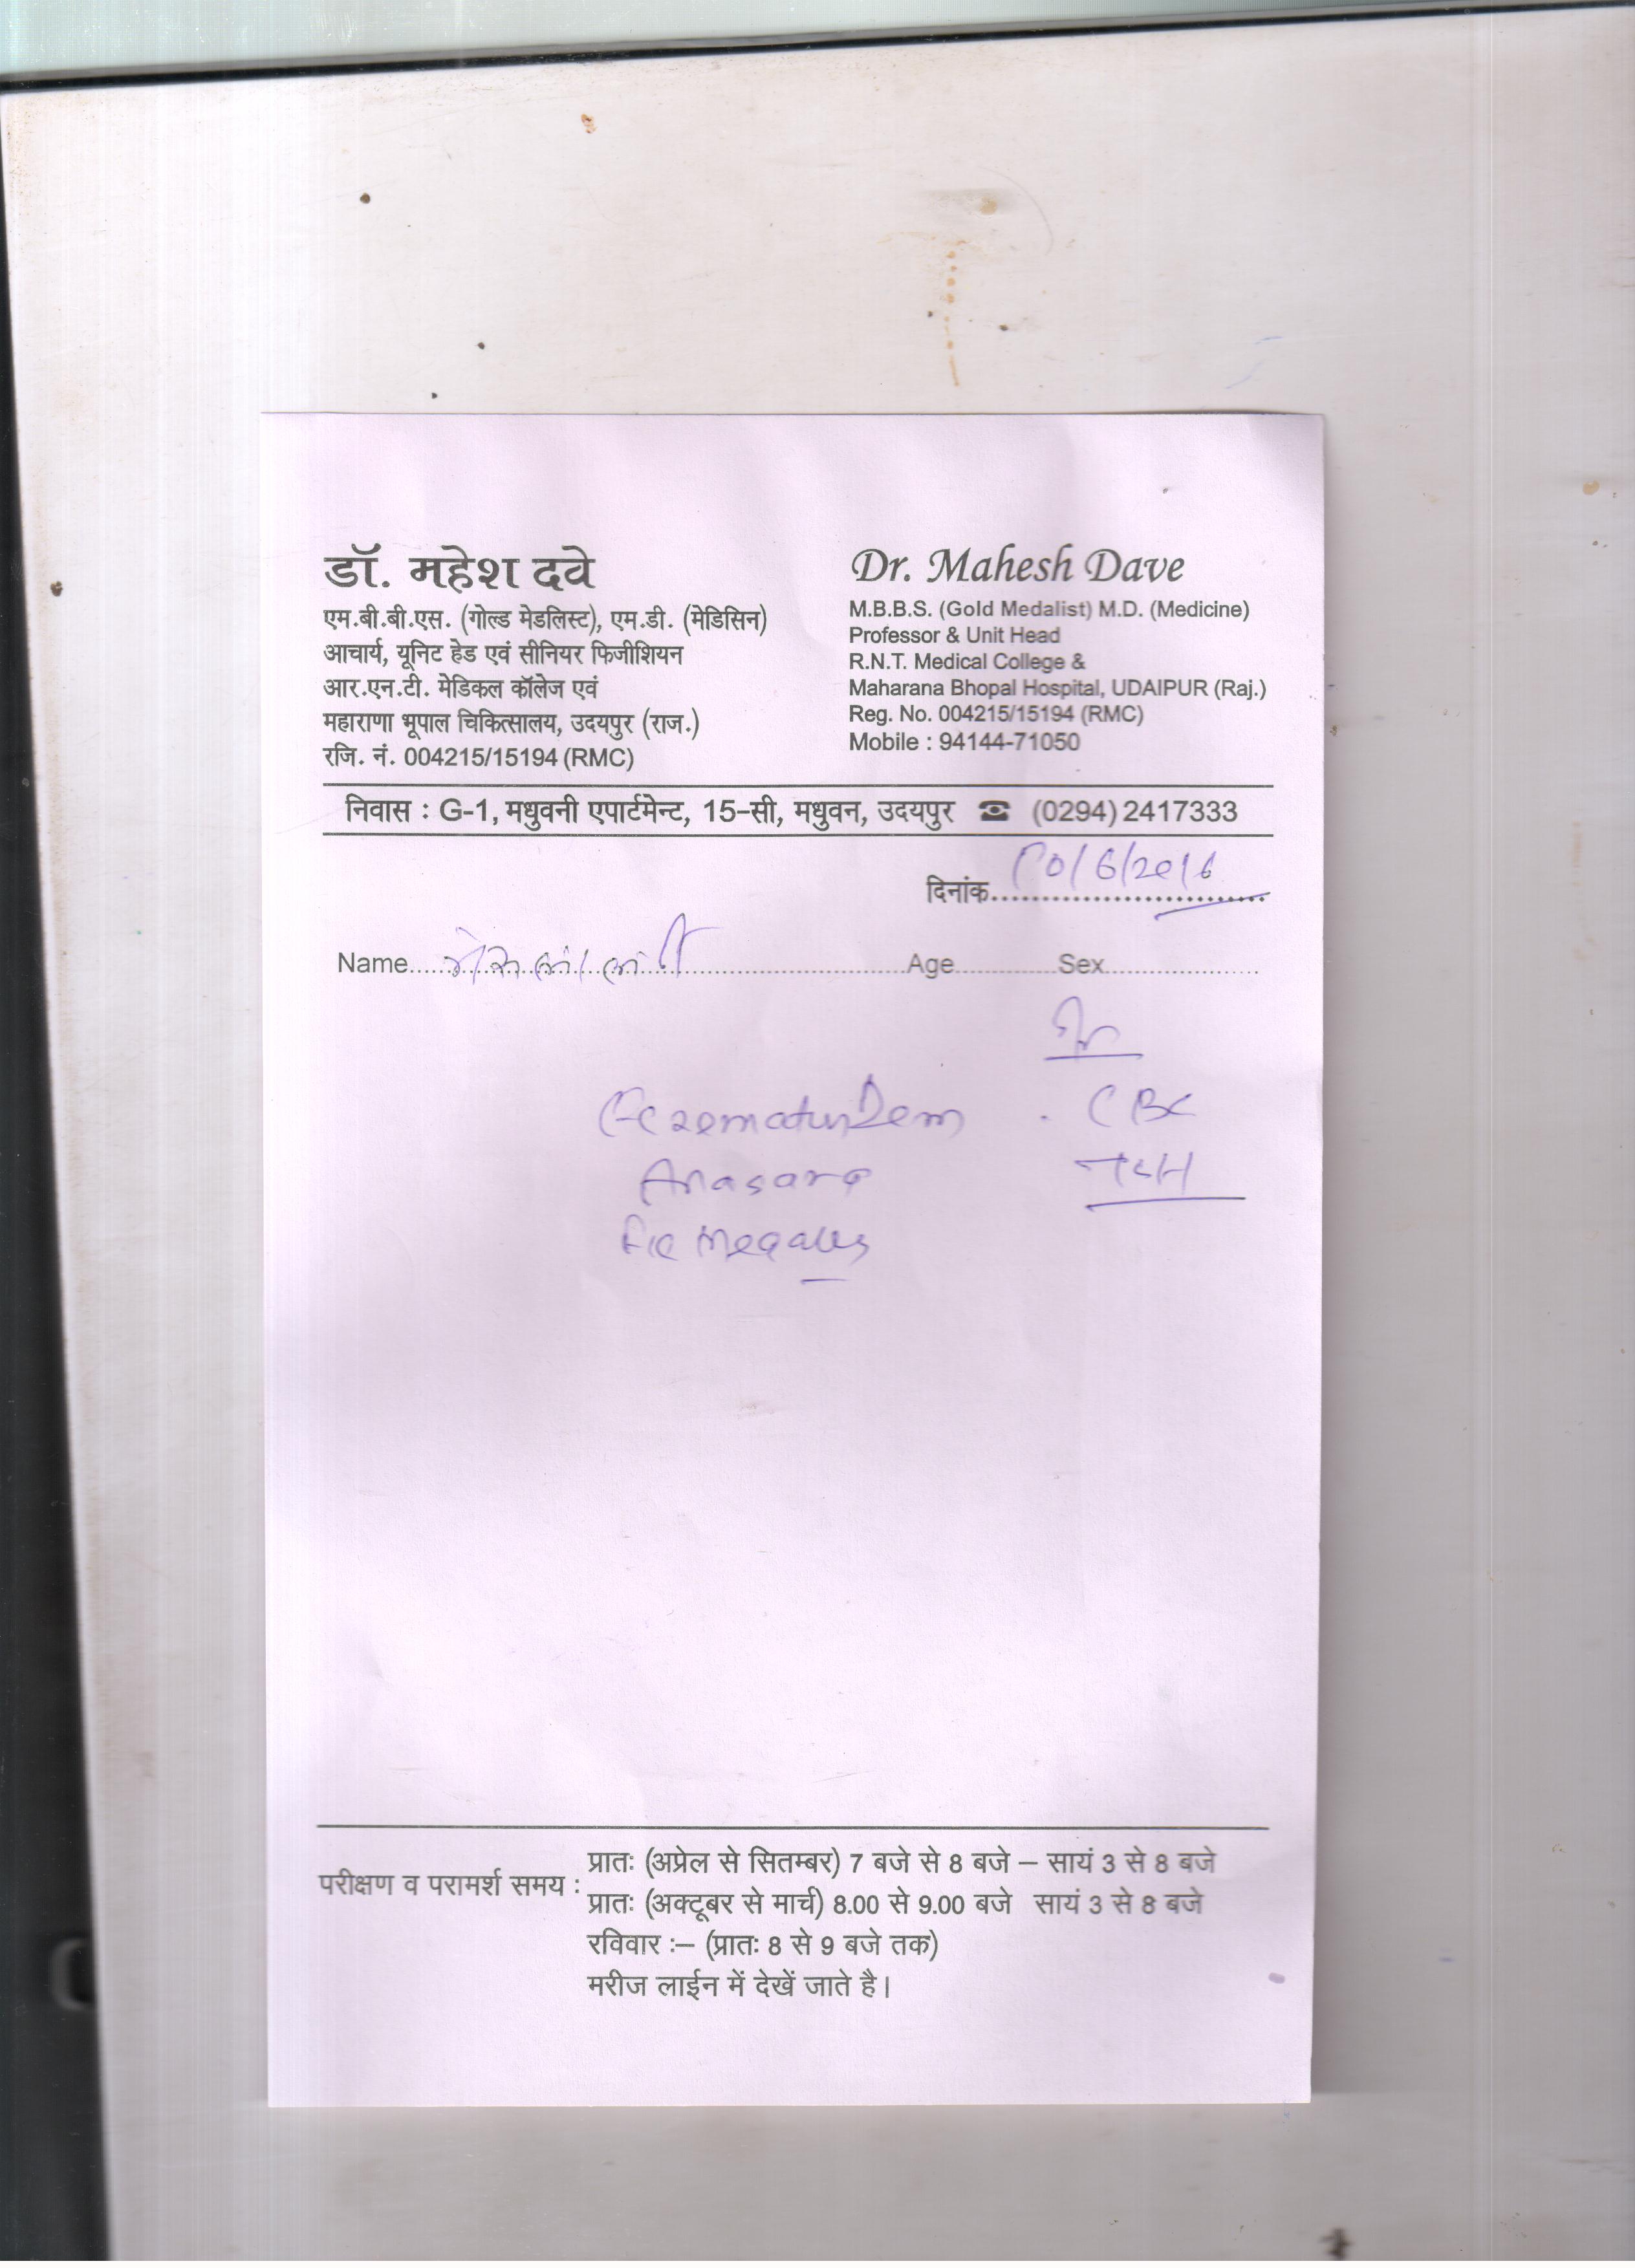 डॉ. महेश दवे
एम.बी.बी.एस. (गोल्ड मेडलिस्ट), एम.डी. (मेडिसिन)
आचार्य, यूनिट हेड एवं सीनियर फिजीशियन
आर.एन.टी. मेडिकल कॉलेज एवं
महाराणा भूपाल चिकित्सालय, उदयपुर (राज.)
रजि. नं. 004215/15194 (RMC)
Dr. Mahesh Dave
M.B.B.S. (Gold Medalist) M.D. (Medicine)
Professor & Unit Head
R.N.T. Medical College &
Maharana Bhopal Hospital, UDAIPUR (Raj.)
Reg. No. 004215/15194 (RMC)
Mobile : 94144-71050
निवास : G-1, मधुवनी एपार्टमेन्ट, 15-सी, मधुवन, उदयपुर ☎ (0294) 2417333
दिनांक
Name Age Sex
CBC
TSH
परीक्षण व परामर्श समय : प्रातः (अप्रेल से सितम्बर) 7 बजे से 8 बजे – सायं 3 से 8 बजे
प्रातः (अक्टूबर से मार्च) 8.00 से 9.00 बजे सायं 3 से 8 बजे
रविवार :– (प्रातः 8 से 9 बजे तक)
मरीज लाईन में देखें जाते है।